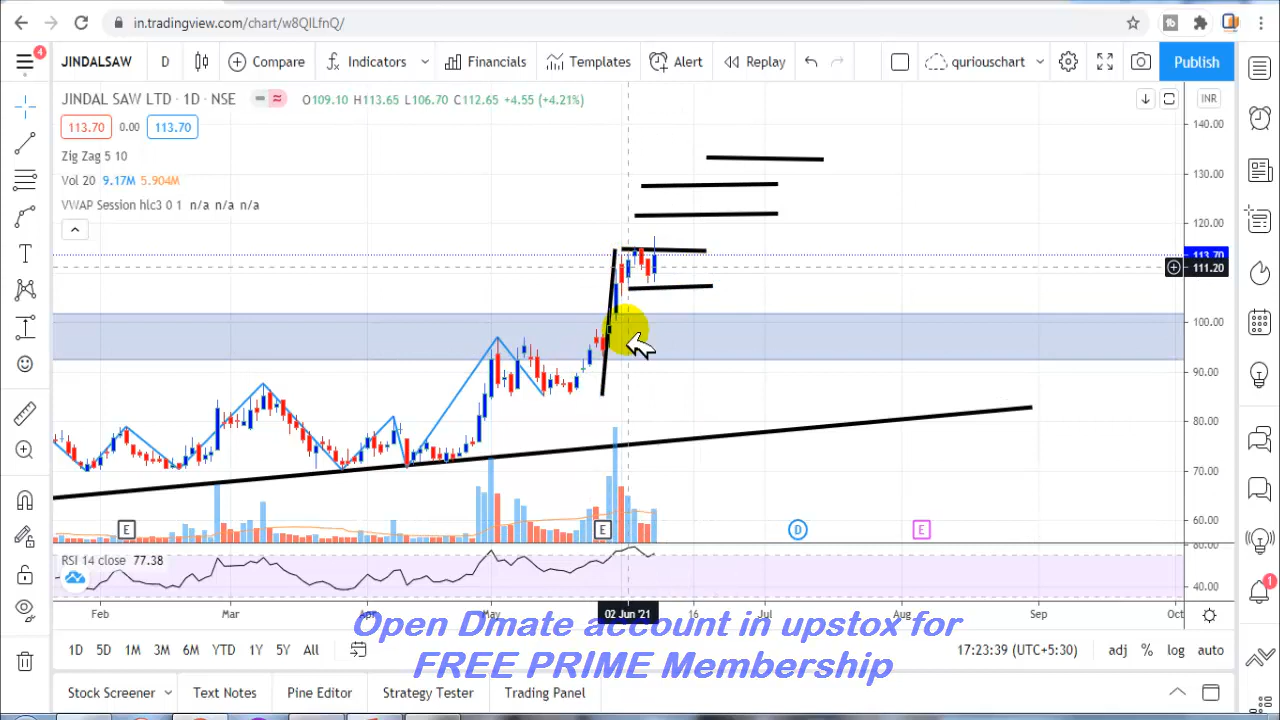 in.tradingview.com/chart/w8QILfnQ/
4
JINDALSAW D Compare Indicators Financials Templates Alert Replay quriouschart Publish
JINDAL SAW LTD · 1D · NSE O109.10 H113.65 L106.70 C112.65 +4.55 (+4.21%) INR
113.70 0.00 113.70
Zig Zag 5 10
Vol 20 9.17M 5.904M
VWAP Session hlc3 0 1 n/a n/a n/a
140.00
130.00
120.00
113.70
111.20
100.00
90.00
80.00
70.00
60.00
E E D E
RSI 14 close 77.38
60.00
40.00
Feb Mar Apr May 02 Jun '21 16 Jul Aug Sep Oct
Open Dmate account in upstox for
FREE PRIME Membership
1D 5D 1M 3M 6M YTD 1Y 5Y All 17:23:39 (UTC+5:30) adj % log auto
Stock Screener Text Notes Pine Editor Strategy Tester Trading Panel
1